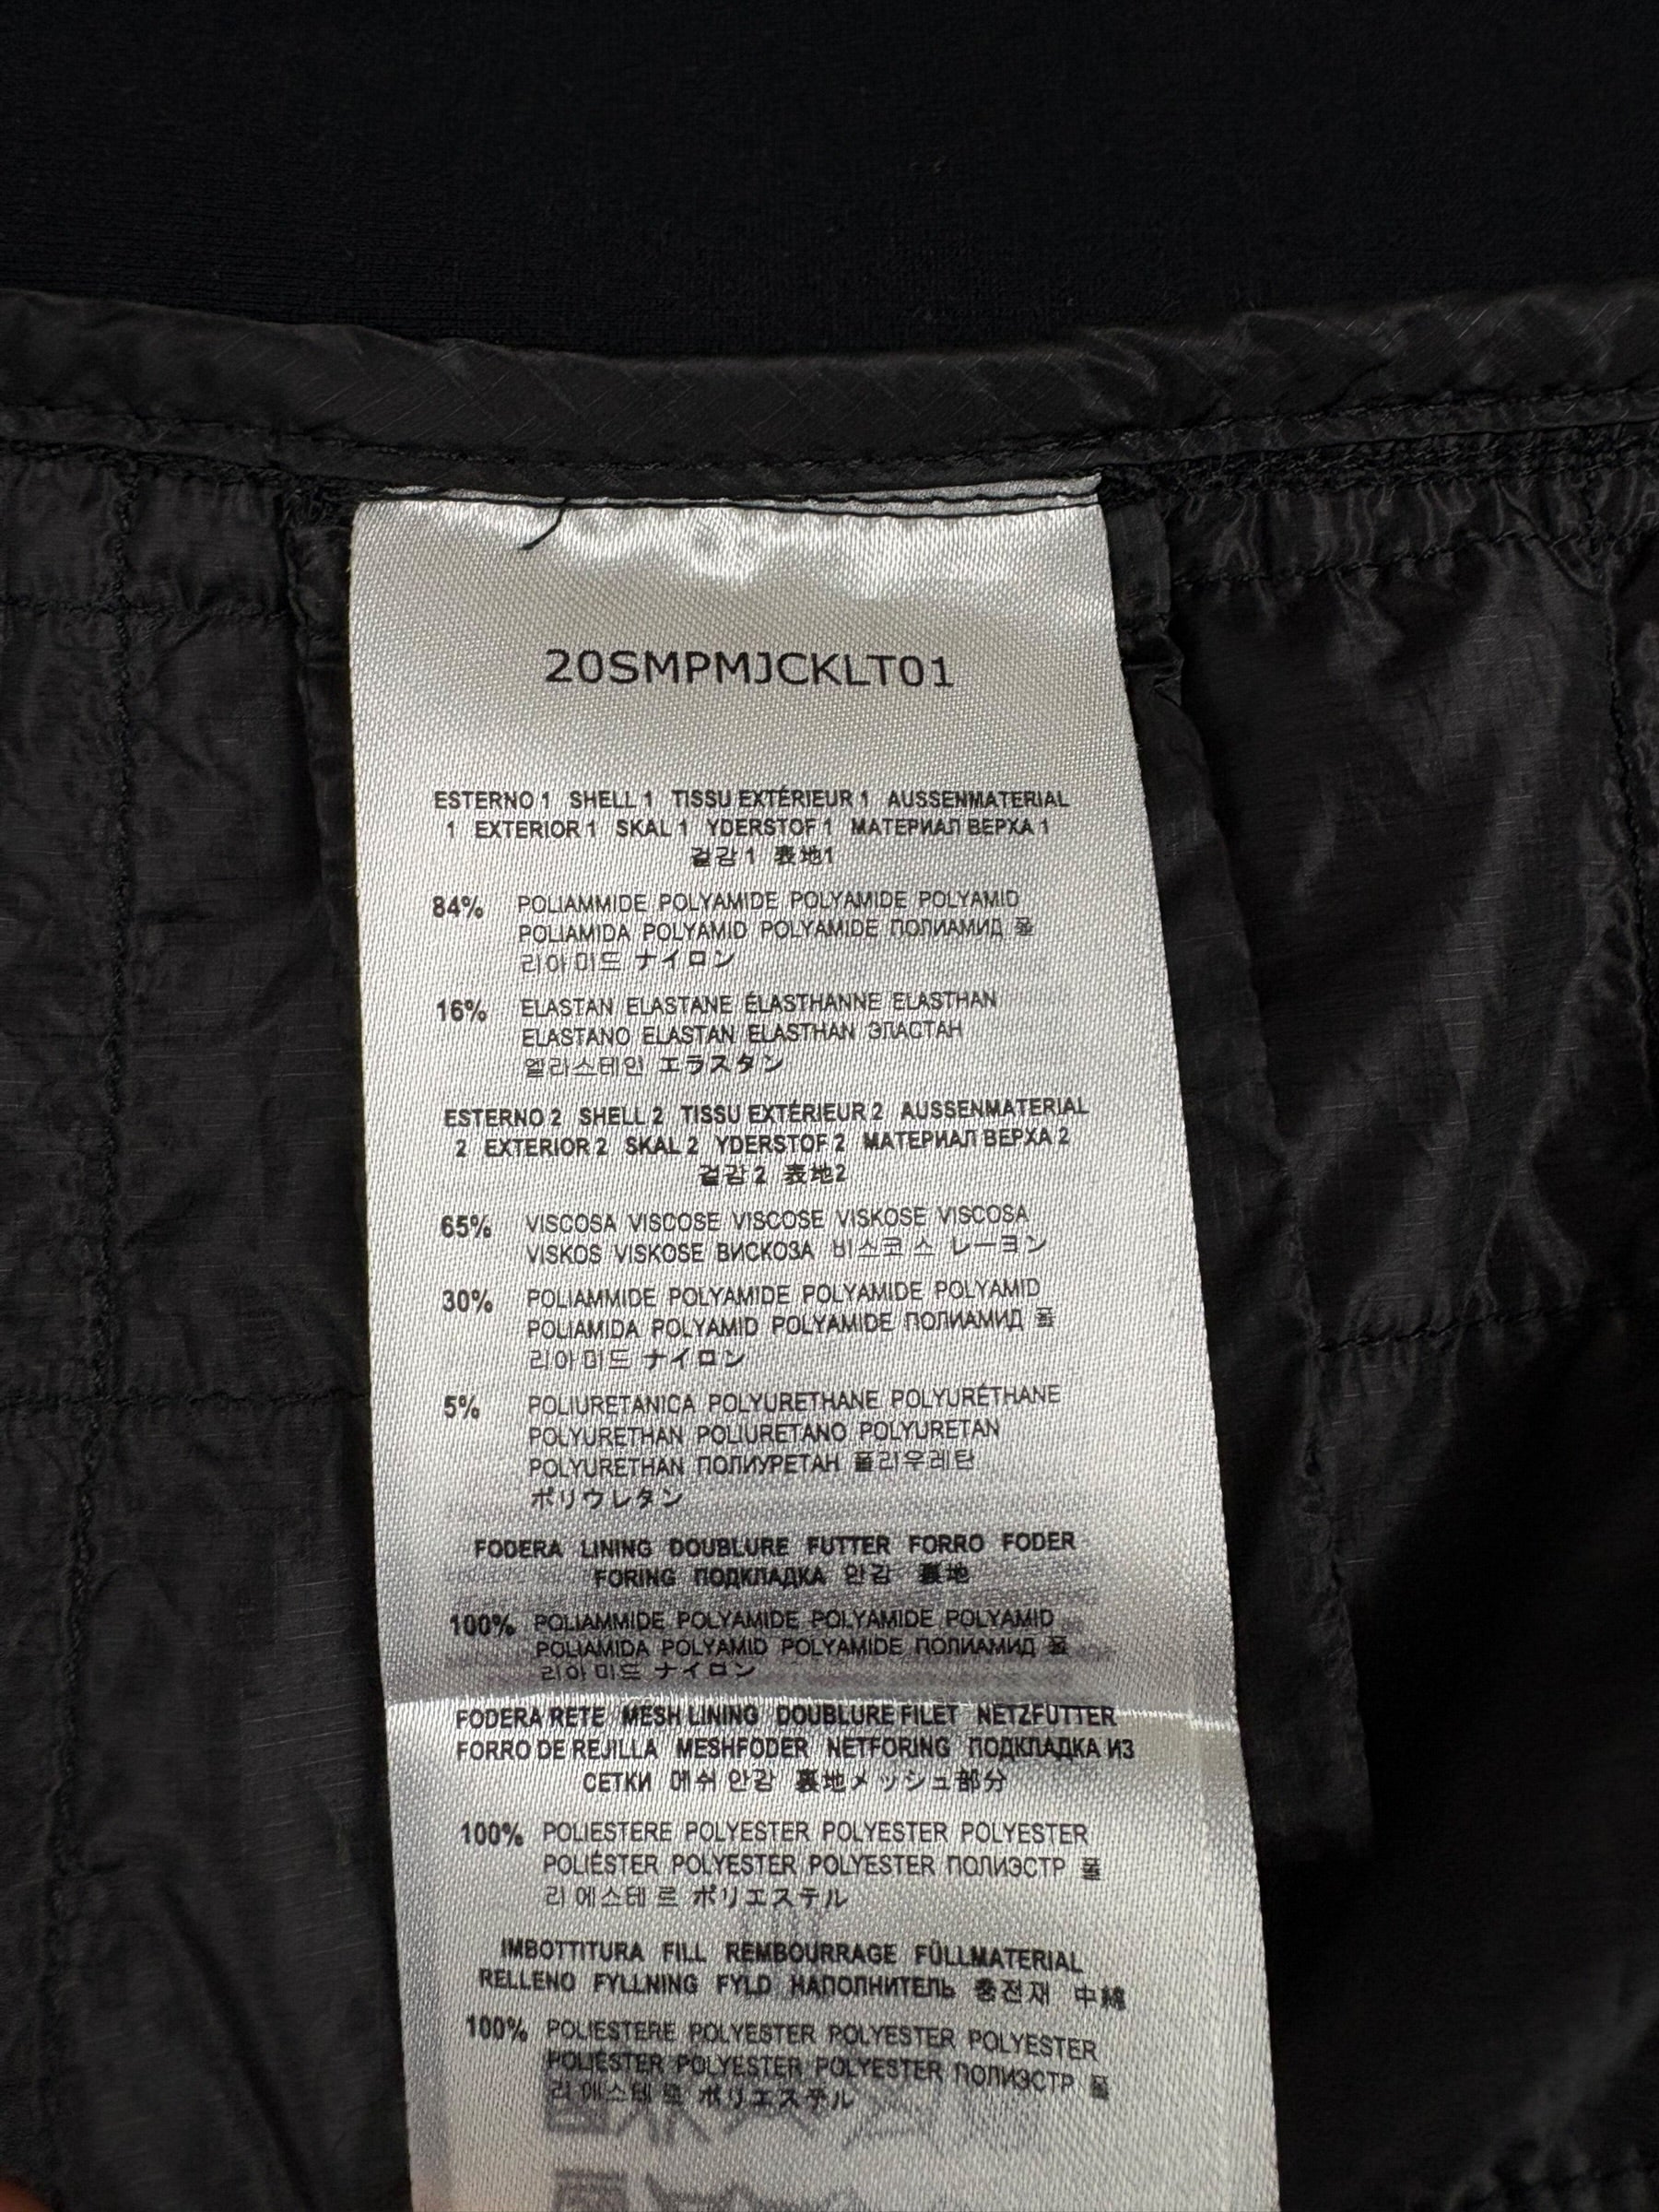 20SMPMJCKLT01
ESTERNO 1 SHELL 1 TISSU EXTÉRIEUR 1 AUSSENMATERIAL
1 EXTERIOR 1 SKAL 1 YDERSTOF 1 МАТЕРИАЛ ВЕРХА 1
겉감 1 表地1
84% POLIAMMIDE POLYAMIDE POLYAMIDE POLYAMID
POLIAMIDA POLYAMID POLYAMIDE ПОЛИАМИД 폴
리아미드 ナイロン
16% ELASTAN ELASTANE ÉLASTHANNE ELASTHAN
ELASTANO ELASTAN ELASTHAN ЭЛАСТАН
엘라스테인 エラスタン
ESTERNO 2 SHELL 2 TISSU EXTÉRIEUR 2 AUSSENMATERIAL
2 EXTERIOR 2 SKAL 2 YDERSTOF 2 МАТЕРИАЛ ВЕРХА 2
겉감 2 表地2
65% VISCOSA VISCOSE VISCOSE VISKOSE VISCOSA
VISKOS VISKOSE ВИСКОЗА 비스코스 レーヨン
30% POLIAMMIDE POLYAMIDE POLYAMIDE POLYAMID
POLIAMIDA POLYAMID POLYAMIDE ПОЛИАМИД 폴
리아미드 ナイロン
5% POLIURETANICA POLYURETHANE POLYURÉTHANE
POLYURETHAN POLIURETANO POLYURETAN
POLYURETHAN ПОЛИУРЕТАН 폴리우레탄
ポリウレタン
FODERA LINING DOUBLURE FUTTER FORRO FODER
FORING ПОДКЛАДКА 안감 裏地
100% POLIAMMIDE POLYAMIDE POLYAMIDE POLYAMID
POLIAMIDA POLYAMID POLYAMIDE ПОЛИАМИД 폴
리아미드 ナイロン
FODERA RETE MESH LINING DOUBLURE FILET NETZFUTTER
FORRO DE REJILLA MESHFODER NETFORING ПОДКЛАДКА ИЗ
СЕТКИ 메쉬 안감 裏地メッシュ部分
100% POLIESTERE POLYESTER POLYESTER POLYESTER
POLIÉSTER POLYESTER POLYESTER ПОЛИЭСТР 폴
리에스테르 ポリエステル
IMBOTTITURA FILL REMBOURRAGE FÜLLMATERIAL
RELLENO FYLLNING FYLD НАПОЛНИТЕЛЬ 충전재 中綿
100% POLIESTERE POLYESTER POLYESTER POLYESTER
POLIÉSTER POLYESTER POLYESTER ПОЛИЭСТР 폴
리에스테르 ポリエステル